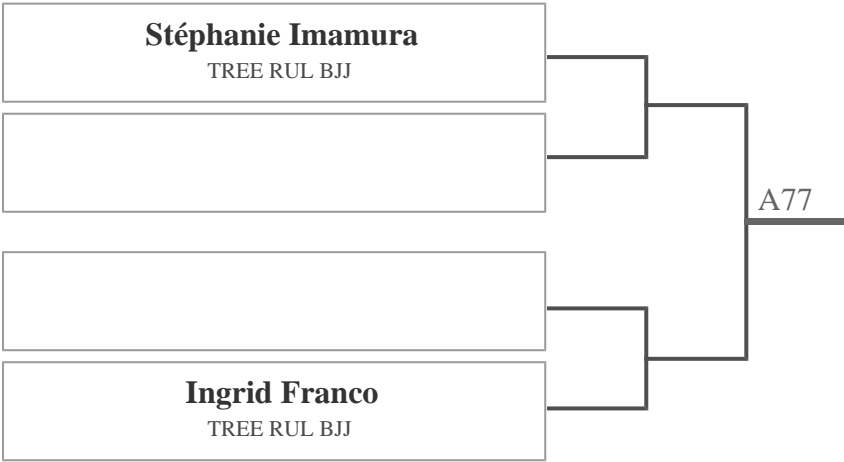 Stéphanie Imamura
TREE RUL BJJ
A77
Ingrid Franco
TREE RUL BJJ